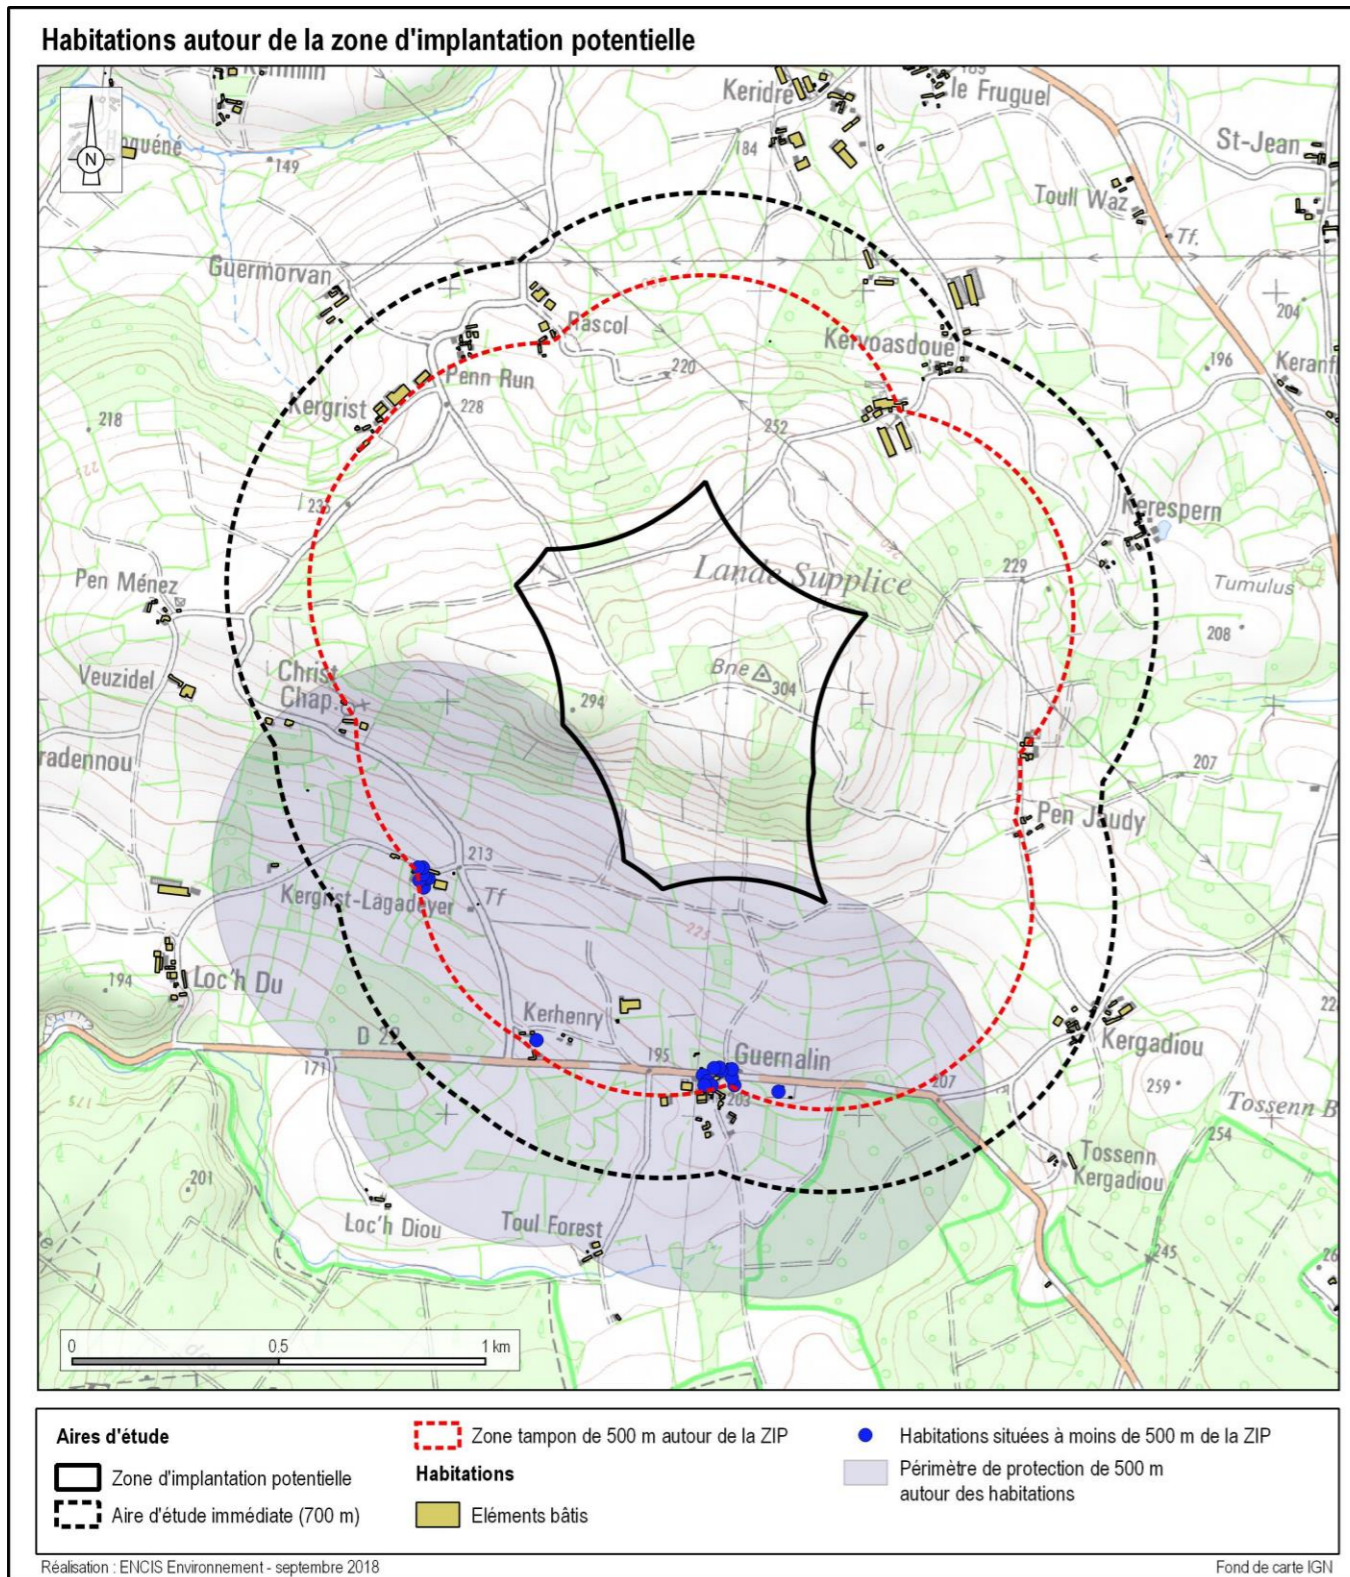 Habitations autour de la zone d'implantation potentielle
N
149
184
Keridré
le Fruguel
St-Jean
Toull Waz
Tf.
Guermorvan
Rascol
204
Kervoasdoué
220
196
Penn Run
Kergrist
228
218
252
Kerespern
Lande Supplice
229
Tumulus
Pen Ménez
208
Veuzidel
Christ
Chap.
294
Bne
304
207
Pen Jaudy
213
Kergrist-Lagadeyer
Tf
225
194
Loc'h Du
Kerhenry
D 22
195
Guernalin
Kergadiou
171
207
259
203
175
Tossenn B
254
Tossenn
Kergadiou
201
Loc'h Diou
Toul Forest
245
0 0,5 1 km
Aires d'étude
Zone d'implantation potentielle
Aire d'étude immédiate (700 m)
Zone tampon de 500 m autour de la ZIP
Habitations
Eléments bâtis
Habitations situées à moins de 500 m de la ZIP
Périmètre de protection de 500 m
autour des habitations
Réalisation : ENCIS Environnement - septembre 2018
Fond de carte IGN